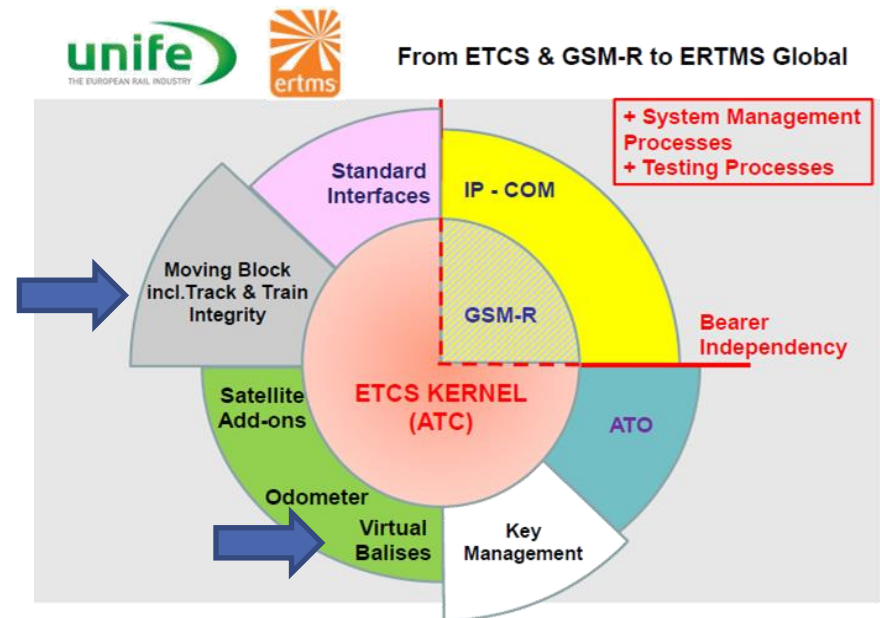 unife
THE EUROPEAN RAIL INDUSTRY
ertms
From ETCS & GSM-R to ERTMS Global
+ System Management
Processes
+ Testing Processes
Standard
Interfaces
IP - COM
Moving Block
incl.Track & Train
Integrity
GSM-R
Bearer
Independency
ETCS KERNEL
(ATC)
Satellite
Add-ons
ATO
Odometer
Virtual
Balises
Key
Management